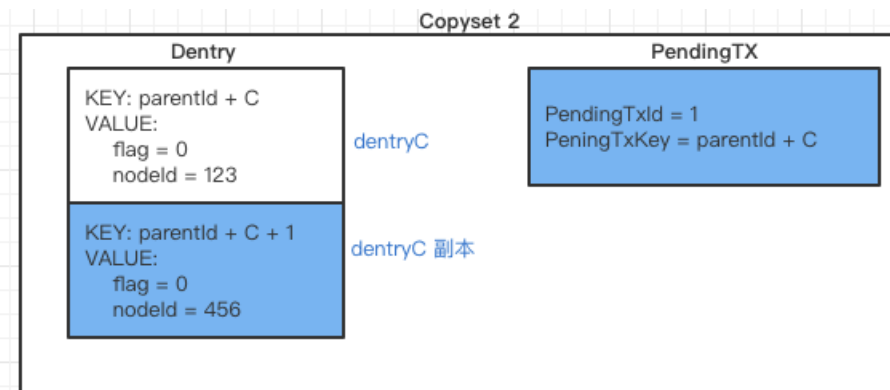 Copyset 2
Dentry
KEY: parentId + C
VALUE:
flag = 0
nodeId = 123
dentryC
KEY: parentId + C + 1
VALUE:
flag = 0
nodeId = 456
dentryC 副本
PendingTX
PendingTxId = 1
PeningTxKey = parentId + C